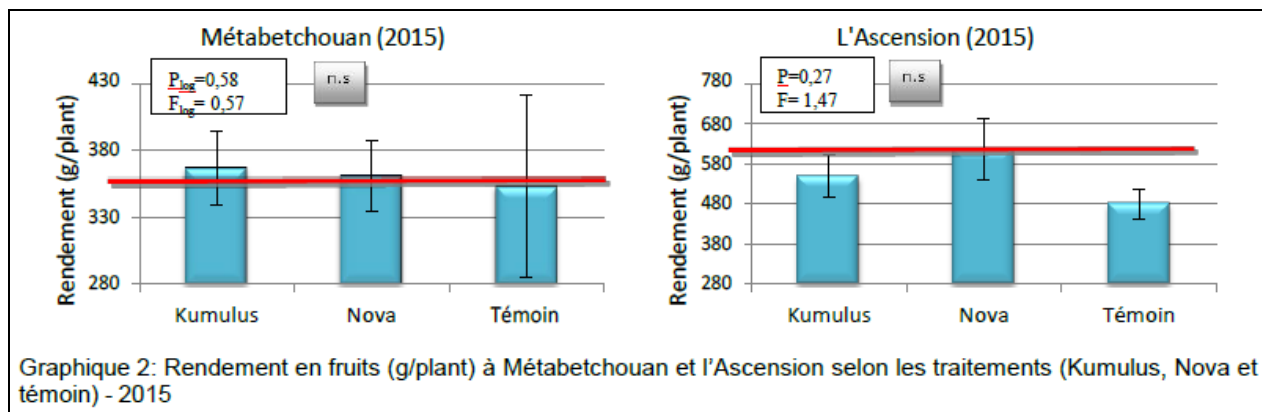 Métabetchouan (2015)
P_log=0,58
F_log= 0,57
n.s
Rendement (g/plant)
430
380
330
280
Kumulus Nova Témoin
L'Ascension (2015)
P=0,27
F= 1,47
n.s
Rendement (g/plant)
780
680
580
480
380
280
Kumulus Nova Témoin
Graphique 2: Rendement en fruits (g/plant) à Métabetchouan et l'Ascension selon les traitements (Kumulus, Nova et
témoin) - 2015